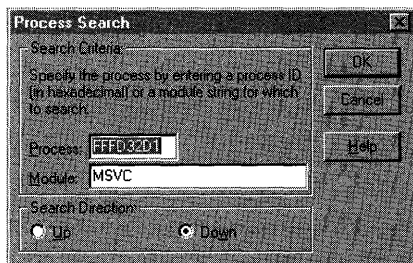 Process Search
Search Criteria:
Specify the process by entering a process ID
(in hexadecimal) or a module string for which
to search.
Process: FFFD32D1
Module: MSVC
OK
Cancel
Help
Search Direction:
Up
Down